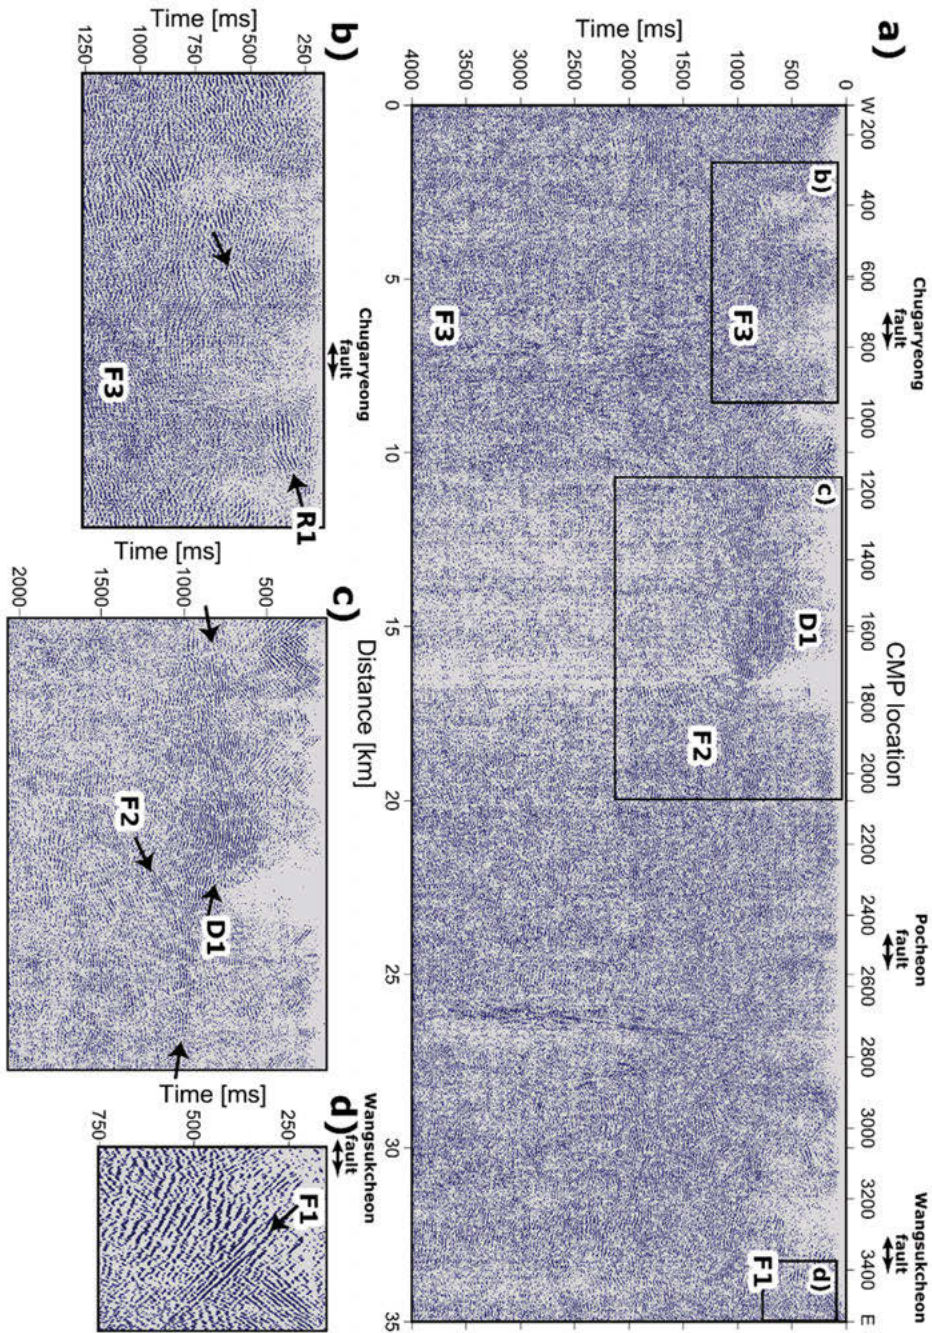 a)
Chugaryeong
fault
Pocheon
fault
Wangsukcheon
fault
CMP location
W 200 400 600 800 1000 1200 1400 1600 1800 2000 2200 2400 2600 2800 3000 3200 3400 E
Time [ms]
0
500
1000
1500
2000
2500
3000
3500
4000
b)
c)
d)
F3
D1
F2
F1
F3
0 5 10 15 20 25 30 35
Distance [km]
b)
Chugaryeong
fault
Time [ms]
250
500
750
1000
1250
R1
F3
c)
Time [ms]
500
1000
1500
2000
D1
F2
d)
Wangsukcheon
fault
Time [ms]
250
500
750
F1